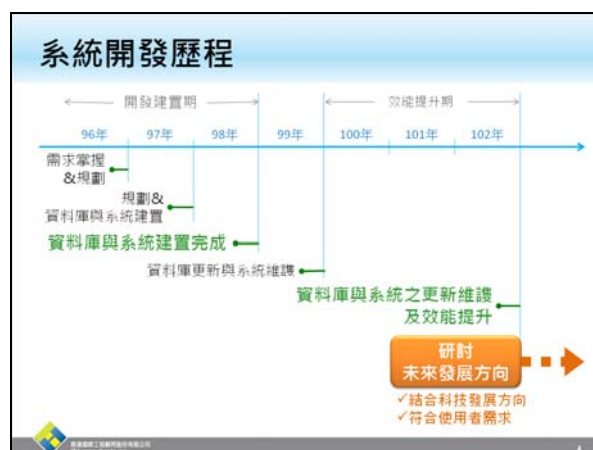 系統開發歷程
開發建置期
效能提升期
96年 97年 98年 99年 100年 101年 102年
需求掌握
&規劃
規劃&
資料庫與系統建置
資料庫與系統建置完成
資料庫更新與系統維護
資料庫與系統之更新維護
及效能提升
研討
未來發展方向
✓結合科技發展方向
✓符合使用者需求